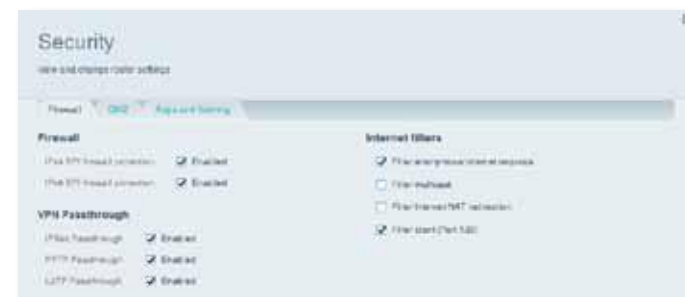 Security
view and change router settings
Firewall DMZ Apps and Gaming
Firewall
IPv6 SPI firewall protection Enabled
IPv4 SPI firewall protection Enabled
VPN Passthrough
IPSec Passthrough Enabled
PPTP Passthrough Enabled
L2TP Passthrough Enabled
Internet filters
Filter anonymous Internet requests
Filter multicast
Filter Internet NAT redirection
Filter ident (Port 113)